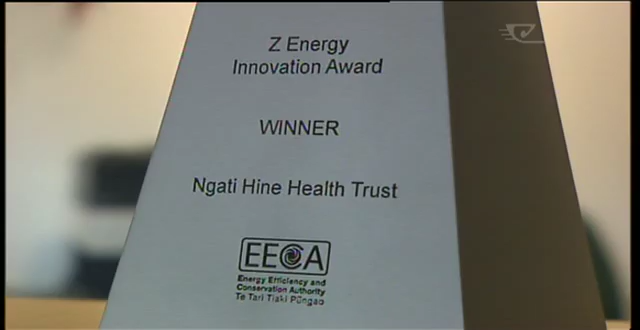 Z Energy
Innovation Award
WINNER
Ngati Hine Health Trust
EECA
Energy Efficiency and
Conservation Authority
Te Tari Tiaki Pūngao